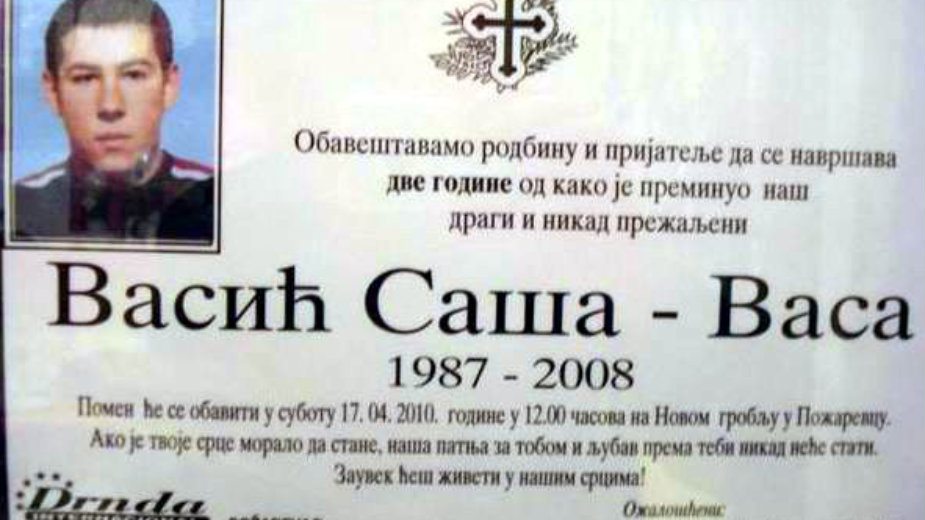 Обавештавамо родбину и пријатеље да се навршава
две године од како је преминуо наш
драги и никад прежаљени
Васић Саша - Васа
1987 - 2008
Помен ће се обавити у суботу 17. 04. 2010. године у 12.00 часова на Новом гробљу у Пожаревцу.
Ако је твоје срце морало да стане, наша патња за тобом и љубав према теби никад неће стати.
Заувек ћеш живети у нашим срцима!
Drnda
Ожалошћени: